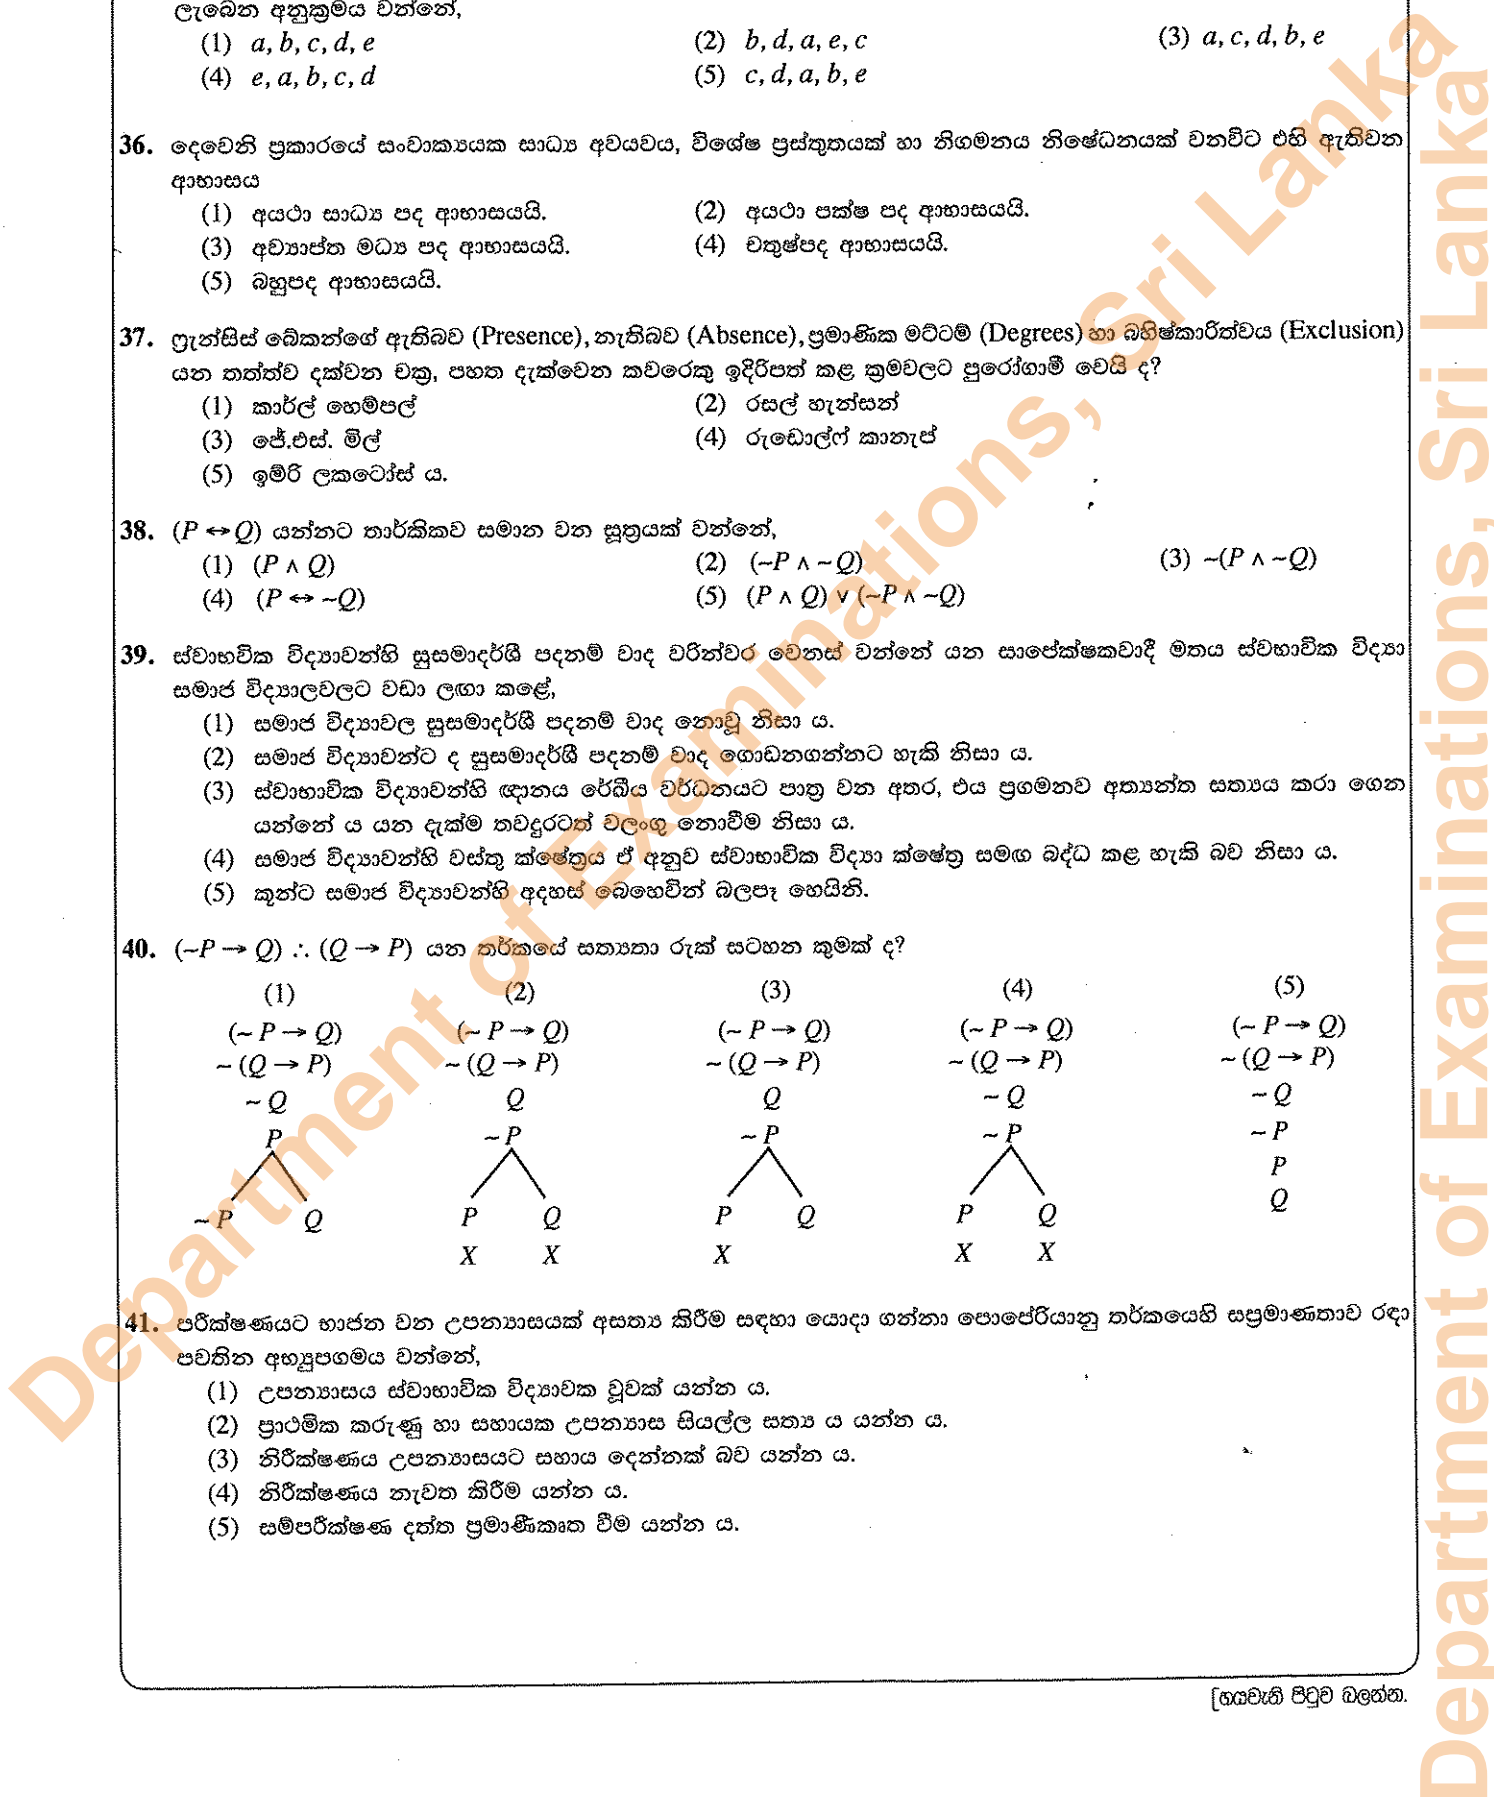 ලැබෙන අනුක්‍රමය වන්නේ,
(1) a, b, c, d, e (2) b, d, a, e, c (3) a, c, d, b, e
(4) e, a, b, c, d (5) c, d, a, b, e
36. දෙවෙනි ප්‍රකාරයේ සංවාක්‍යයක සාධ්‍ය අවයවය, විශේෂ ප්‍රස්තුතයක් හා නිගමනය නිෂේධනයක් වනවිට එහි ඇතිවන
ආභාසය
(1) අයථා සාධ්‍ය පද ආභාසයයි. (2) අයථා පක්ෂ පද ආභාසයයි.
(3) අව්‍යාප්ත මධ්‍ය පද ආභාසයයි. (4) චතුෂ්පද ආභාසයයි.
(5) බහුපද ආභාසයයි.
37. ෆ්‍රැන්සිස් බේකන්ගේ ඇතිබව (Presence), නැතිබව (Absence), ප්‍රමාණික මට්ටම් (Degrees) හා බහිෂ්කාරිත්වය (Exclusion)
යන තත්ත්ව දක්වන චක්‍ර, පහත දැක්වෙන කවරෙකු ඉදිරිපත් කළ ක්‍රමවලට පුරෝගාමී වෙයි ද?
(1) කාර්ල් හෙම්පල් (2) රසල් හැන්සන්
(3) ජේ.එස්. මිල් (4) රුඩොල්ෆ් කානැප්
(5) ඉම්රි ලකටෝස් ය.
38. (P ↔ Q) යන්නට තාර්කිකව සමාන වන සූත්‍රයක් වන්නේ,
(1) (P ∧ Q) (2) (~P ∧ ~Q) (3) ~(P ∧ ~Q)
(4) (P ↔ ~Q) (5) (P ∧ Q) ∨ (~P ∧ ~Q)
39. ස්වාභවික විද්‍යාවන්හි සුසමාදර්ශී පදනම් වාද වරින්වර වෙනස් වන්නේ යන සාපේක්ෂකවාදී මතය ස්වභාවික විද්‍යා
සමාජ විද්‍යාලවලට වඩා ලඟා කළේ,
(1) සමාජ විද්‍යාවල සුසමාදර්ශී පදනම් වාද නොවූ නිසා ය.
(2) සමාජ විද්‍යාවන්ට ද සුසමාදර්ශී පදනම් වාද ගොඩනගන්නට හැකි නිසා ය.
(3) ස්වාභාවික විද්‍යාවන්හි ඥානය රේඛීය වර්ධනයට පාත්‍ර වන අතර, එය ප්‍රගමනව අත්‍යන්ත සත්‍යය කරා ගෙන
යන්නේ ය යන දැක්ම තවදුරටත් වලංගු නොවීම නිසා ය.
(4) සමාජ විද්‍යාවන්හි වස්තු ක්ෂේත්‍රය ඒ අනුව ස්වාභාවික විද්‍යා ක්ෂේත්‍ර සමඟ බද්ධ කළ හැකි බව නිසා ය.
(5) කූන්ට සමාජ විද්‍යාවන්හි අදහස් බෙහෙවින් බලපෑ හෙයිනි.
40. (~P → Q) ∴ (Q → P) යන තර්කයේ සත්‍යතා රුක් සටහන කුමක් ද?
(1) (2) (3) (4) (5)
(~ P → Q) (~ P → Q) (~ P → Q) (~ P → Q) (~ P → Q)
~ (Q → P) ~ (Q → P) ~ (Q → P) ~ (Q → P) ~ (Q → P)
~ Q Q Q ~ Q ~ Q
P ~ P ~ P ~ P ~ P
P
~ P Q P Q P Q P Q Q
X X X X X
41. පරීක්ෂණයට භාජන වන උපන්‍යාසයක් අසත්‍ය කිරීම සඳහා යොදා ගන්නා පොපේරියානු තර්කයෙහි සප්‍රමාණතාව රඳා
පවතින අභ්‍යුපගමය වන්නේ,
(1) උපන්‍යාසය ස්වාභාවික විද්‍යාවක වූවක් යන්න ය.
(2) ප්‍රාථමික කරුණු හා සහායක උපන්‍යාස සියල්ල සත්‍ය ය යන්න ය.
(3) නිරීක්ෂණය උපන්‍යාසයට සහාය දෙන්නක් බව යන්න ය.
(4) නිරීක්ෂණය නැවත කිරීම යන්න ය.
(5) සම්පරීක්ෂණ දත්ත ප්‍රමාණීකෘත වීම යන්න ය.
[හයවැනි පිටුව බලන්න.
Department of Examinations, Sri Lanka
Department of Examinations, Sri Lanka